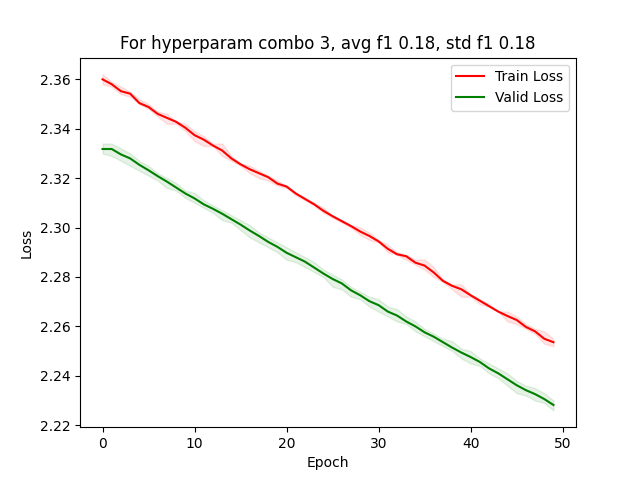 For hyperparam combo 3, avg f1 0.18, std f1 0.18
Train Loss
Valid Loss
Loss
2.36
2.34
2.32
2.30
2.28
2.26
2.24
2.22
0 10 20 30 40 50
Epoch